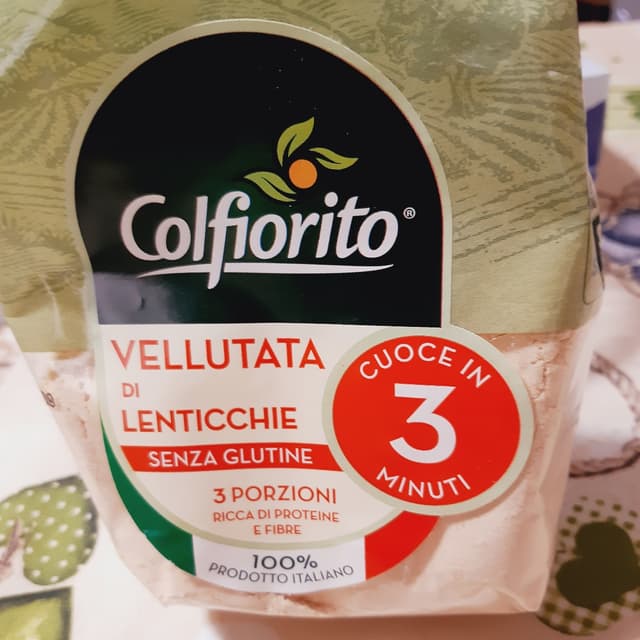 Colfiorito®
VELLUTATA
DI
LENTICCHIE
SENZA GLUTINE
3 PORZIONI
RICCA DI PROTEINE
E FIBRE
100%
PRODOTTO ITALIANO
CUOCE IN
3
MINUTI